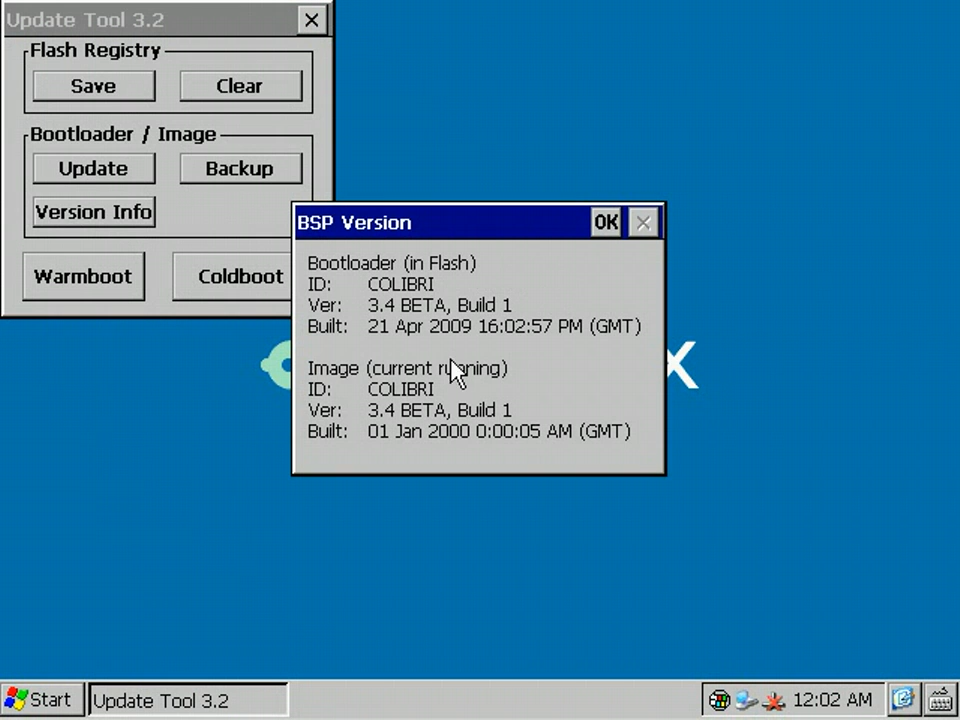 Update Tool 3.2
Flash Registry
Save
Clear
Bootloader / Image
Update
Backup
Version Info
Warmboot
Coldboot
BSP Version
OK
Bootloader (in Flash)
ID: COLIBRI
Ver: 3.4 BETA, Build 1
Built: 21 Apr 2009 16:02:57 PM (GMT)
Image (current running)
ID: COLIBRI
Ver: 3.4 BETA, Build 1
Built: 01 Jan 2000 0:00:05 AM (GMT)
Start
Update Tool 3.2
12:02 AM